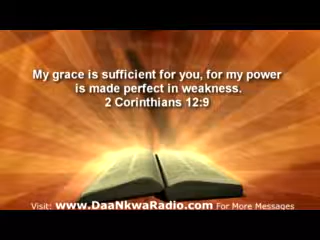 My grace is sufficient for you, for my power
is made perfect in weakness.
2 Corinthians 12:9
Visit: www.DaaNkwaRadio.com For More Messages